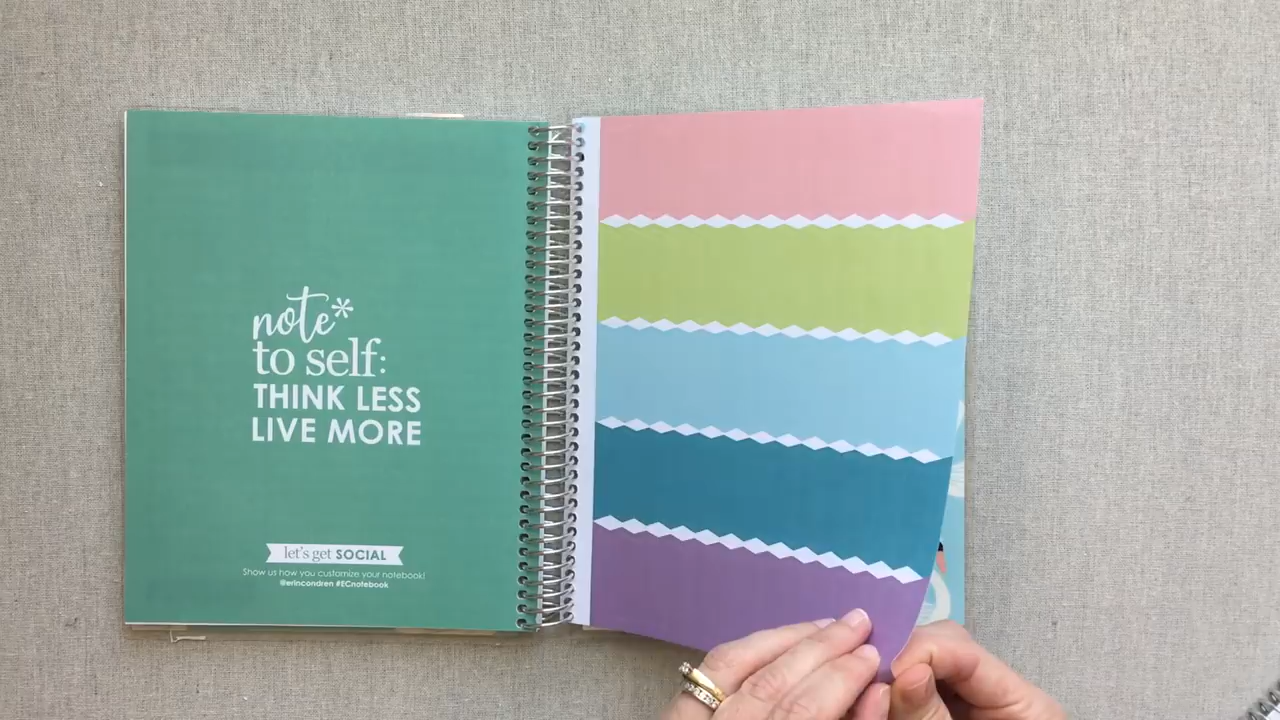 note*
to self:
THINK LESS
LIVE MORE
let's get SOCIAL
Show us how you customize your notebook!
@erincondren #ECnotebook